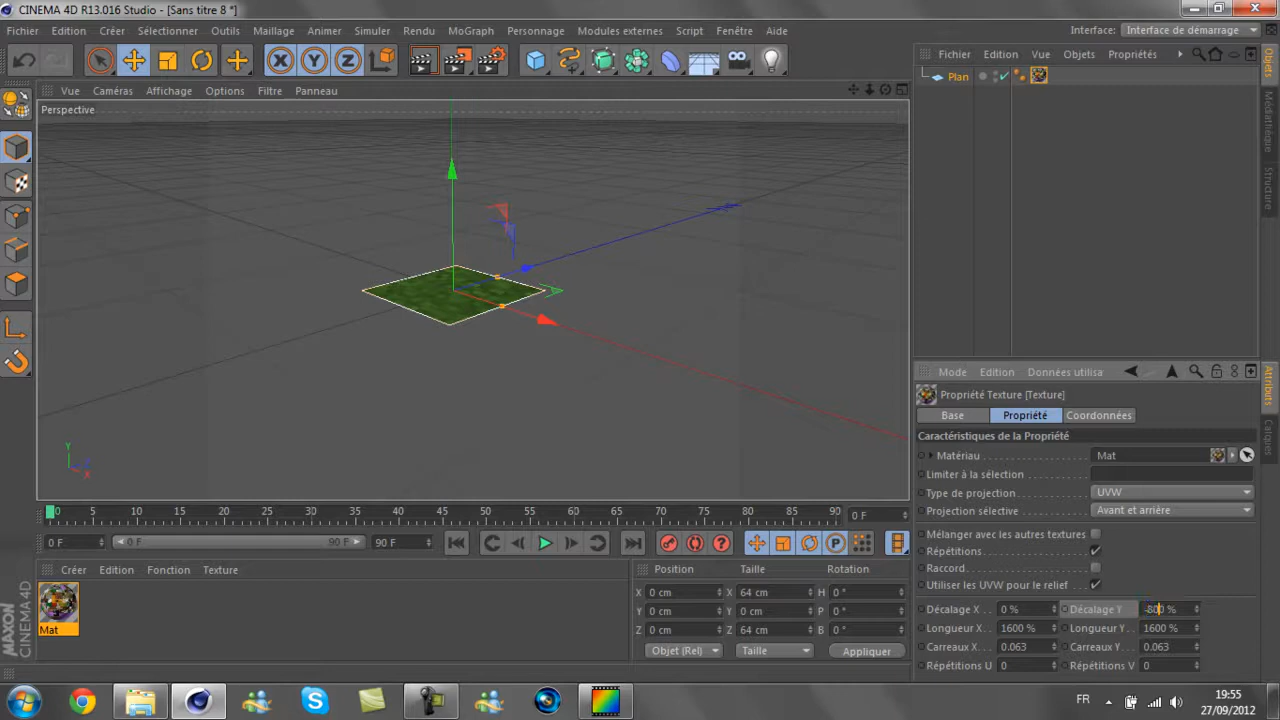 CINEMA 4D R13.016 Studio - [Sans titre 8 *]
Fichier Edition Créer Sélectionner Outils Maillage Animer Simuler Rendu MoGraph Personnage Modules externes Script Fenêtre Aide
Interface: Interface de démarrage
Fichier Edition Vue Objets Propriétés
Plan
Objets
Médiathèque
Structure
X Y Z
Vue Caméras Affichage Options Filtre Panneau
Perspective
Y
Z
X
Mode Edition Données utilisa
Propriété Texture [Texture]
Base Propriété Coordonnées
Caractéristiques de la Propriété
Matériau Mat
Limiter à la sélection
Type de projection UVW
Projection sélective Avant et arrière
Mélanger avec les autres textures
Répétitions
Raccord
Utiliser les UVW pour le relief
Décalage X 0 % Décalage Y -800 %
Longueur X 1600 % Longueur Y 1600 %
Carreaux X 0.063 Carreaux Y 0.063
Répétitions U 0 Répétitions V 0
Attributs
Calques
0 5 10 15 20 25 30 35 40 45 50 55 60 65 70 75 80 85 90 0 F
0 F 0 F 90 F 90 F
Créer Edition Fonction Texture
Mat
Position Taille Rotation
X 0 cm X 64 cm H 0 °
Y 0 cm Y 0 cm P 0 °
Z 0 cm Z 64 cm B 0 °
Objet (Rel) Taille Appliquer
MAXON
CINEMA 4D
FR
19:55
27/09/2012